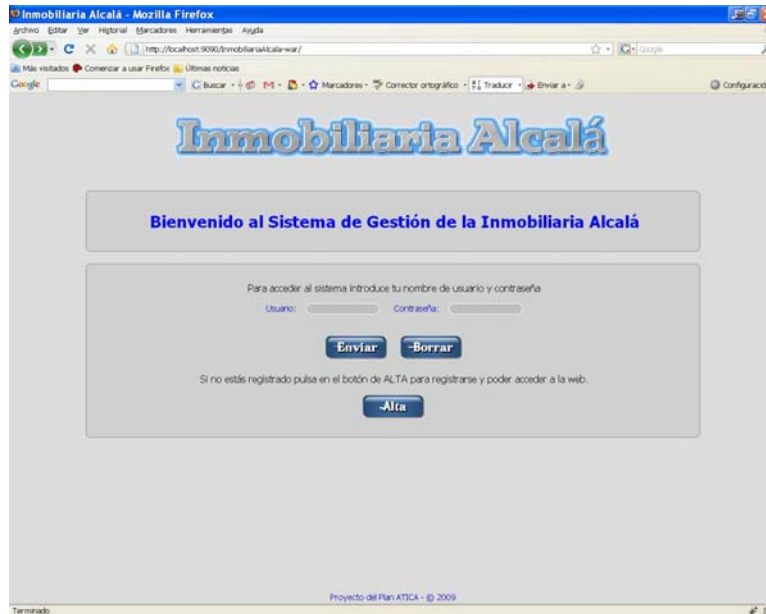 Inmobiliaria Alcalá - Mozilla Firefox
Archivo Editar Ver Historial Marcadores Herramientas Ayuda
http://localhost:9090/InmobiliariaAlcala-war/ Google
Más visitados Comenzar a usar Firefox Últimas noticias
Google Buscar Marcadores Corrector ortográfico Traducir Enviar a Configuració
Inmobiliaria Alcalá
Bienvenido al Sistema de Gestión de la Inmobiliaria Alcalá
Para acceder al sistema introduce tu nombre de usuario y contraseña
Usuario: Contraseña:
-Enviar -Borrar
Si no estás registrado pulsa en el botón de ALTA para registrarse y poder acceder a la web.
-Alta
Proyecto del Plan ATICA - © 2009
Terminado